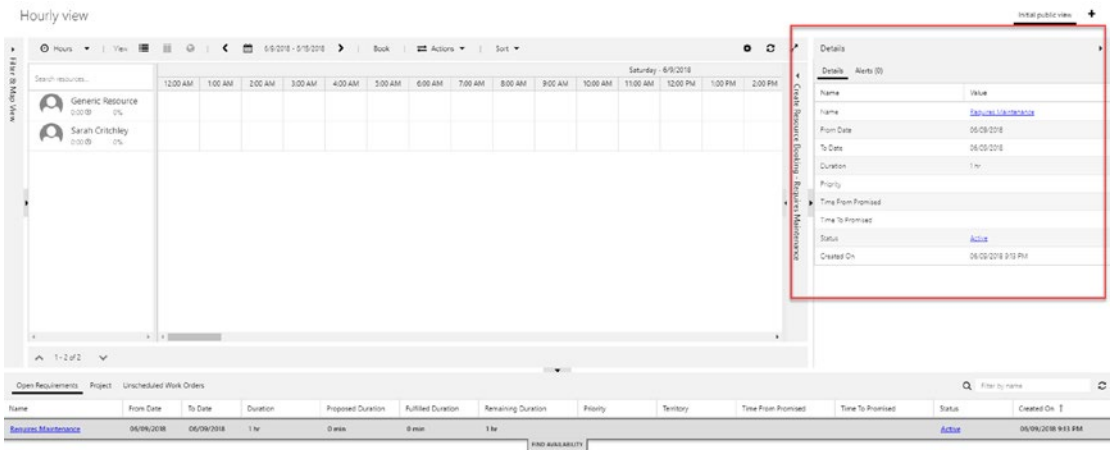 Hourly view
Initial public view +
Hours View 6/9/2018 - 6/15/2018 Book Actions Sort
Filter & Map View
Search resources...
Saturday - 6/9/2018
12:00 AM 1:00 AM 2:00 AM 3:00 AM 4:00 AM 5:00 AM 6:00 AM 7:00 AM 8:00 AM 9:00 AM 10:00 AM 11:00 AM 12:00 PM 1:00 PM 2:00 PM
Generic Resource
0:00 0%
Sarah Critchley
0:00 0%
Create Resource Booking - Requires Maintenance
Details
Details Alerts (0)
Name Value
Name Requires Maintenance
From Date 06/09/2018
To Date 06/09/2018
Duration 1 hr
Priority
Time From Promised
Time To Promised
Status Active
Created On 06/09/2018 9:13 PM
1 - 2 of 2
Open Requirements Project Unscheduled Work Orders Filter by name
Name From Date To Date Duration Proposed Duration Fulfilled Duration Remaining Duration Priority Territory Time From Promised Time To Promised Status Created On
Requires Maintenance 06/09/2018 06/09/2018 1 hr 0 min 0 min 1 hr Active 06/09/2018 9:13 PM
FIND AVAILABILITY